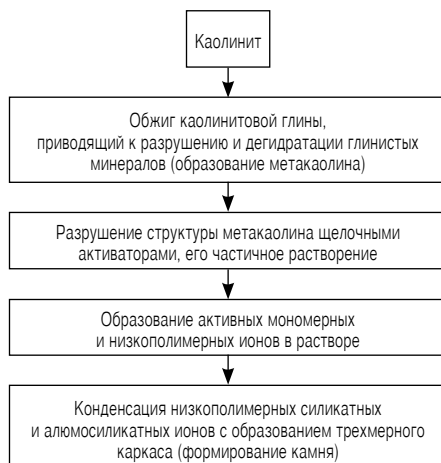 Каолинит
Обжиг каолинитовой глины,
приводящий к разрушению и дегидратации глинистых
минералов (образование метакаолина)
Разрушение структуры метакаолина щелочными
активаторами, его частичное растворение
Образование активных мономерных
и низкополимерных ионов в растворе
Конденсация низкополимерных силикатных
и алюмосиликатных ионов с образованием трехмерного
каркаса (формирование камня)